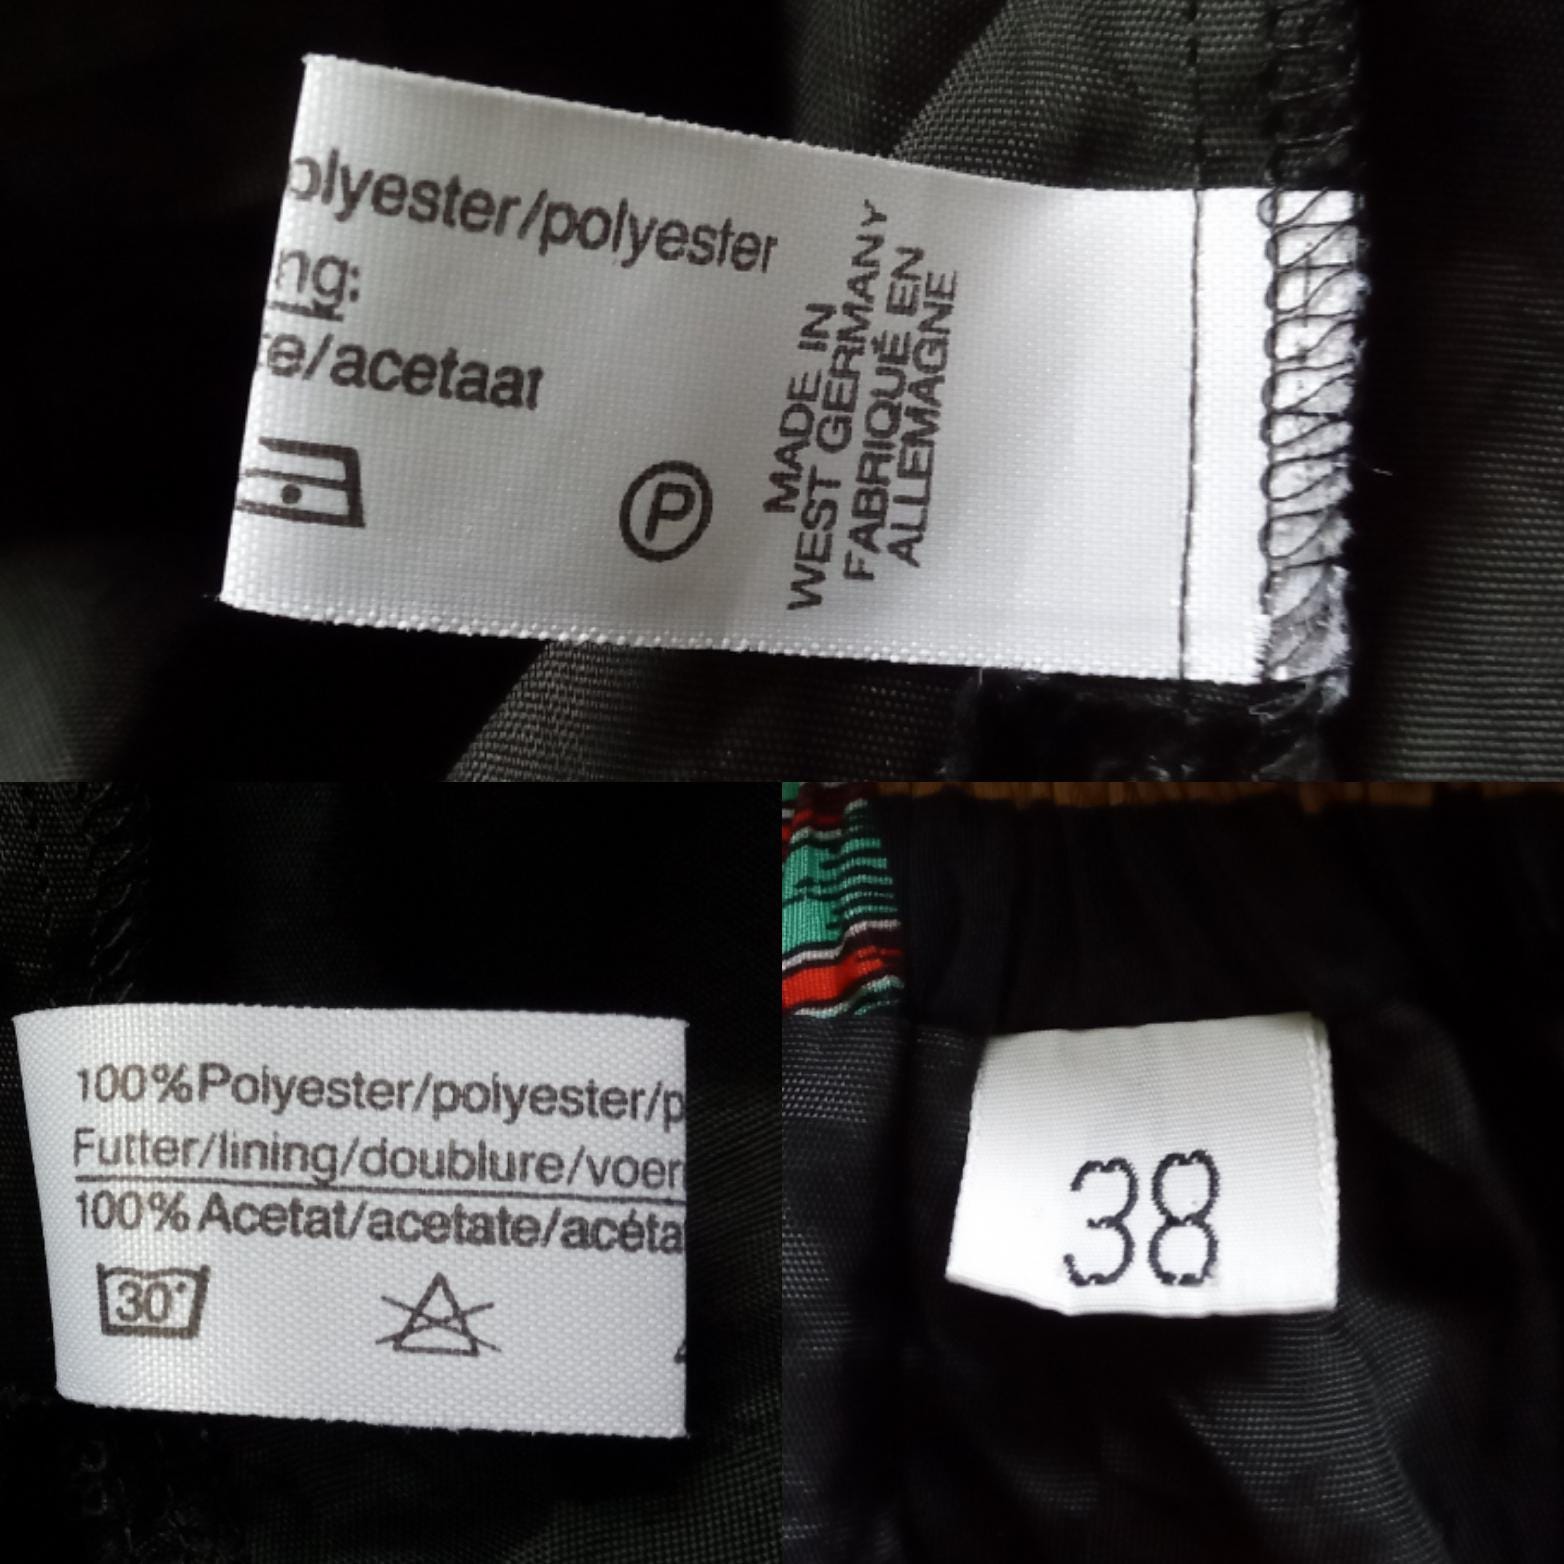 olyester/polyester
ng:
te/acetaat
P
MADE IN
WEST GERMANY
FABRIQUÉ EN
ALLEMAGNE
100%Polyester/polyester/p
Futter/lining/doublure/voer
100% Acetat/acetate/acéta
30°
38